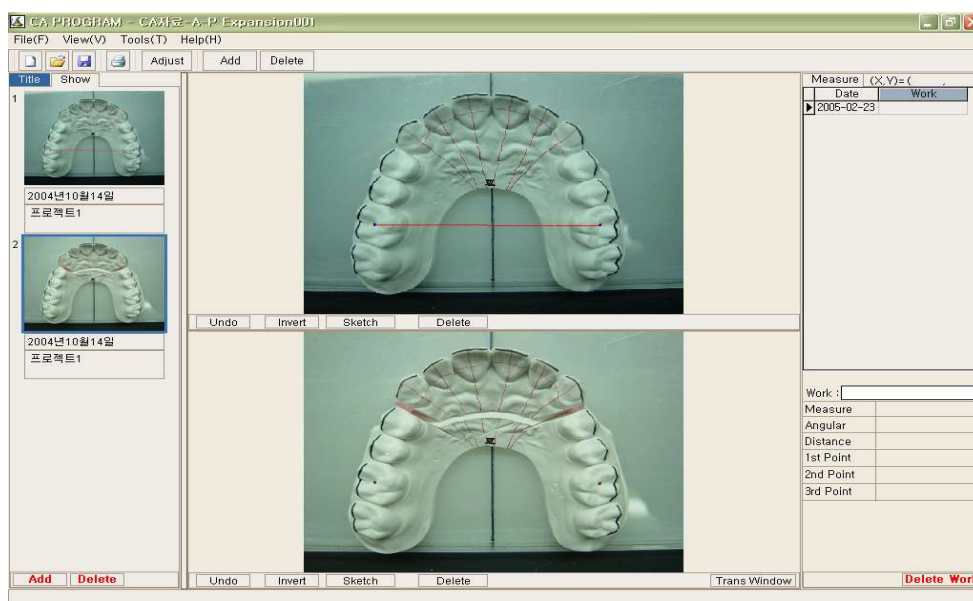 CA PROGRAM - CA자료-A-P Expansion001
File(F) View(V) Tools(T) Help(H)
Adjust Add Delete
Title Show
1
2004년10월14일
프로젝트1
2
2004년10월14일
프로젝트1
Add Delete
Undo Invert Sketch Delete
Undo Invert Sketch Delete Trans Window
Measure (X,Y)=( ,
Date Work
2005-02-23
Work :
Measure
Angular
Distance
1st Point
2nd Point
3rd Point
Delete Wor